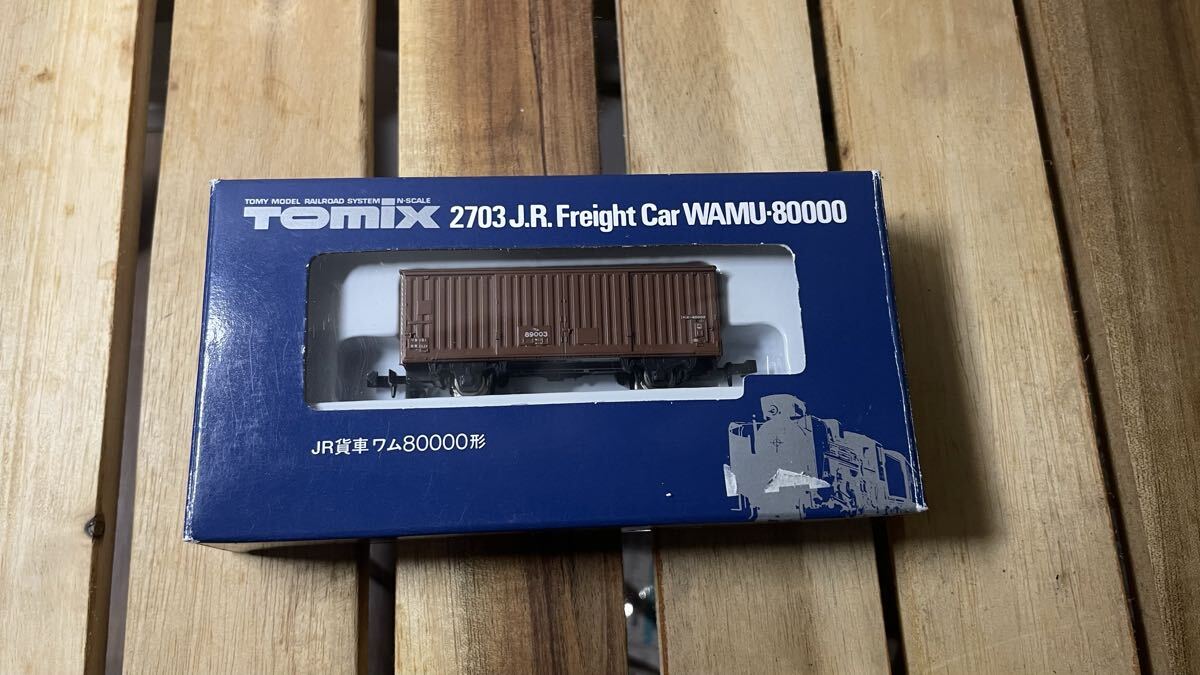 TOMY MODEL RAILROAD SYSTEM N-SCALE
TOMIX 2703 J.R. Freight Car WAMU-80000
89003
JR貨車 ワム80000形